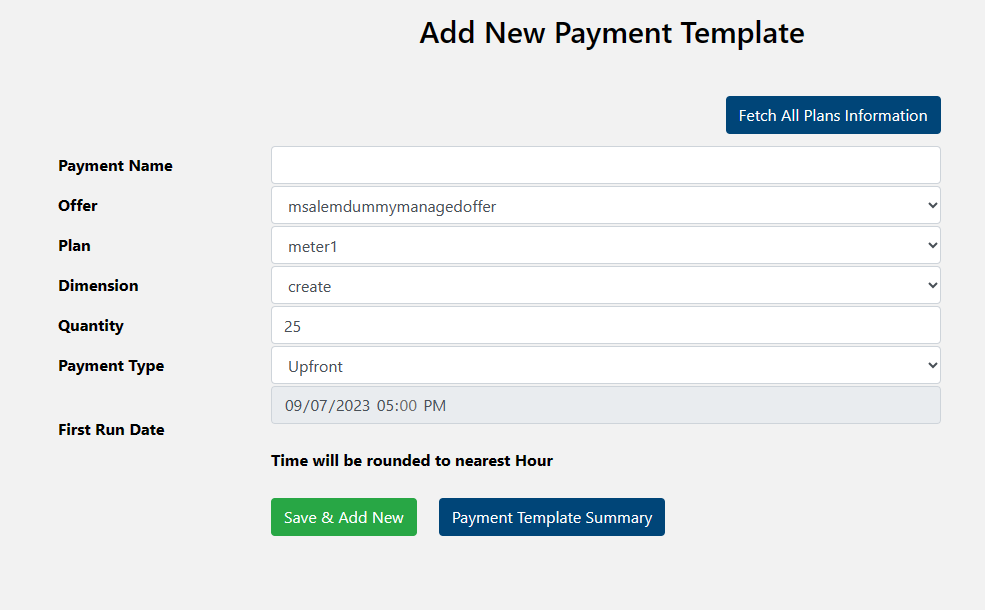 Add New Payment Template
Fetch All Plans Information
Payment Name
Offer
msalemdummymanagedoffer
Plan
meter1
Dimension
create
Quantity
25
Payment Type
Upfront
09/07/2023 05:00 PM
First Run Date
Time will be rounded to nearest Hour
Save & Add New
Payment Template Summary